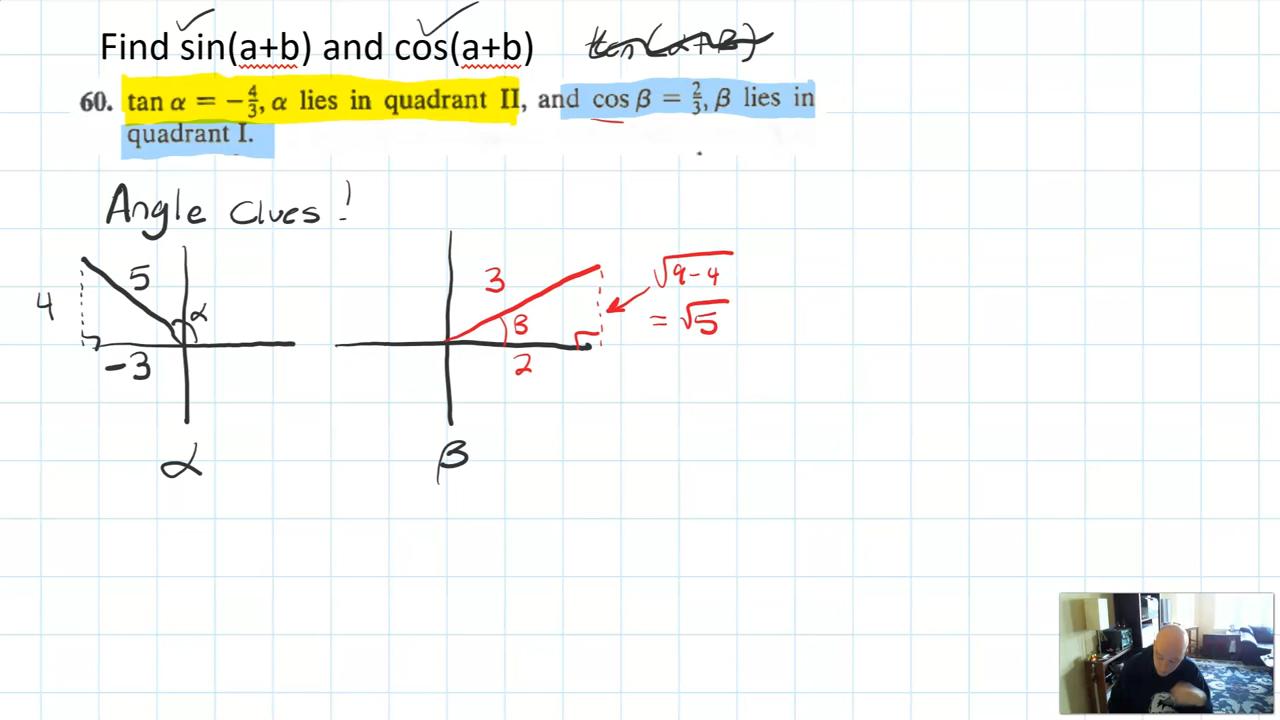 Find sin(a+b) and cos(a+b) tan(α+β)
60. tan α = −4/3, α lies in quadrant II, and cos β = 2/3, β lies in
quadrant I.
Angle Clues!
5
4
α
-3
α
3
β
2
√9-4
= √5
β